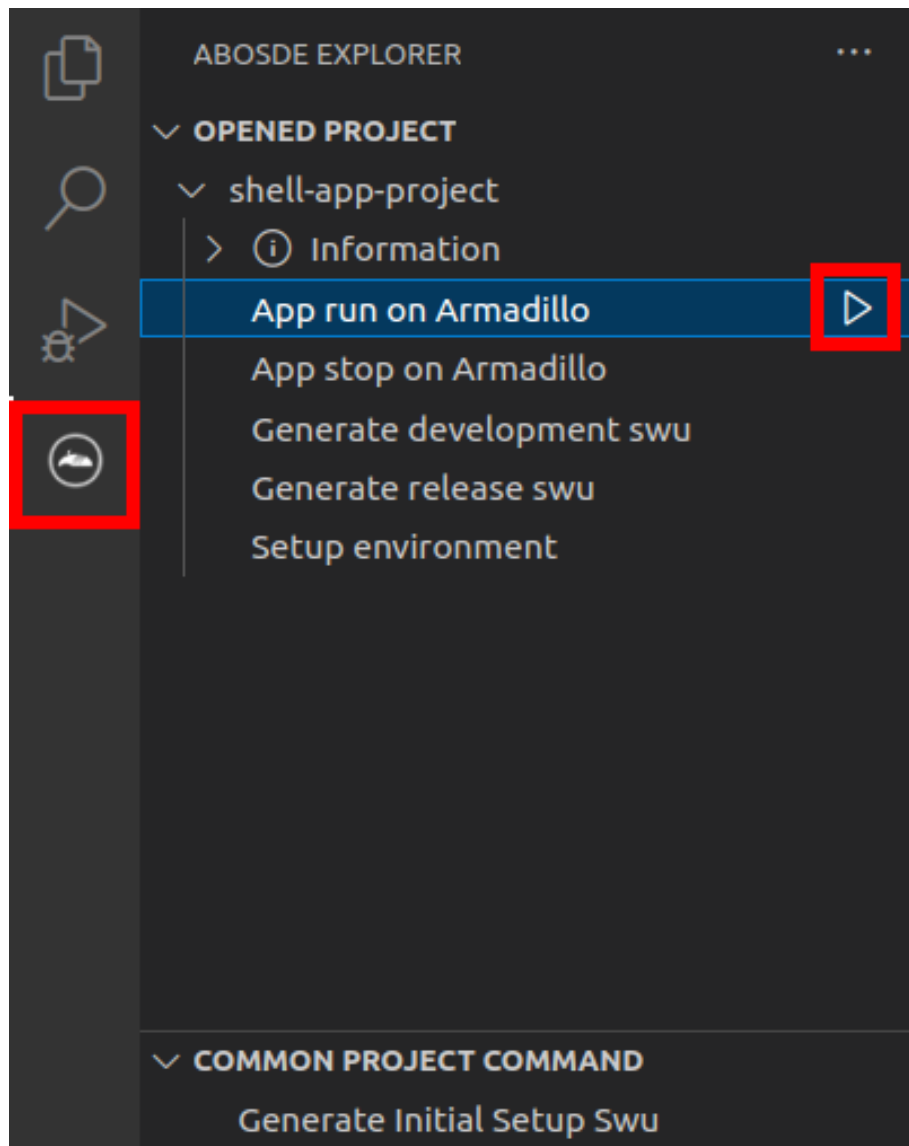 ABOSDE EXPLORER
OPENED PROJECT
shell-app-project
Information
App run on Armadillo
App stop on Armadillo
Generate development swu
Generate release swu
Setup environment
COMMON PROJECT COMMAND
Generate Initial Setup Swu